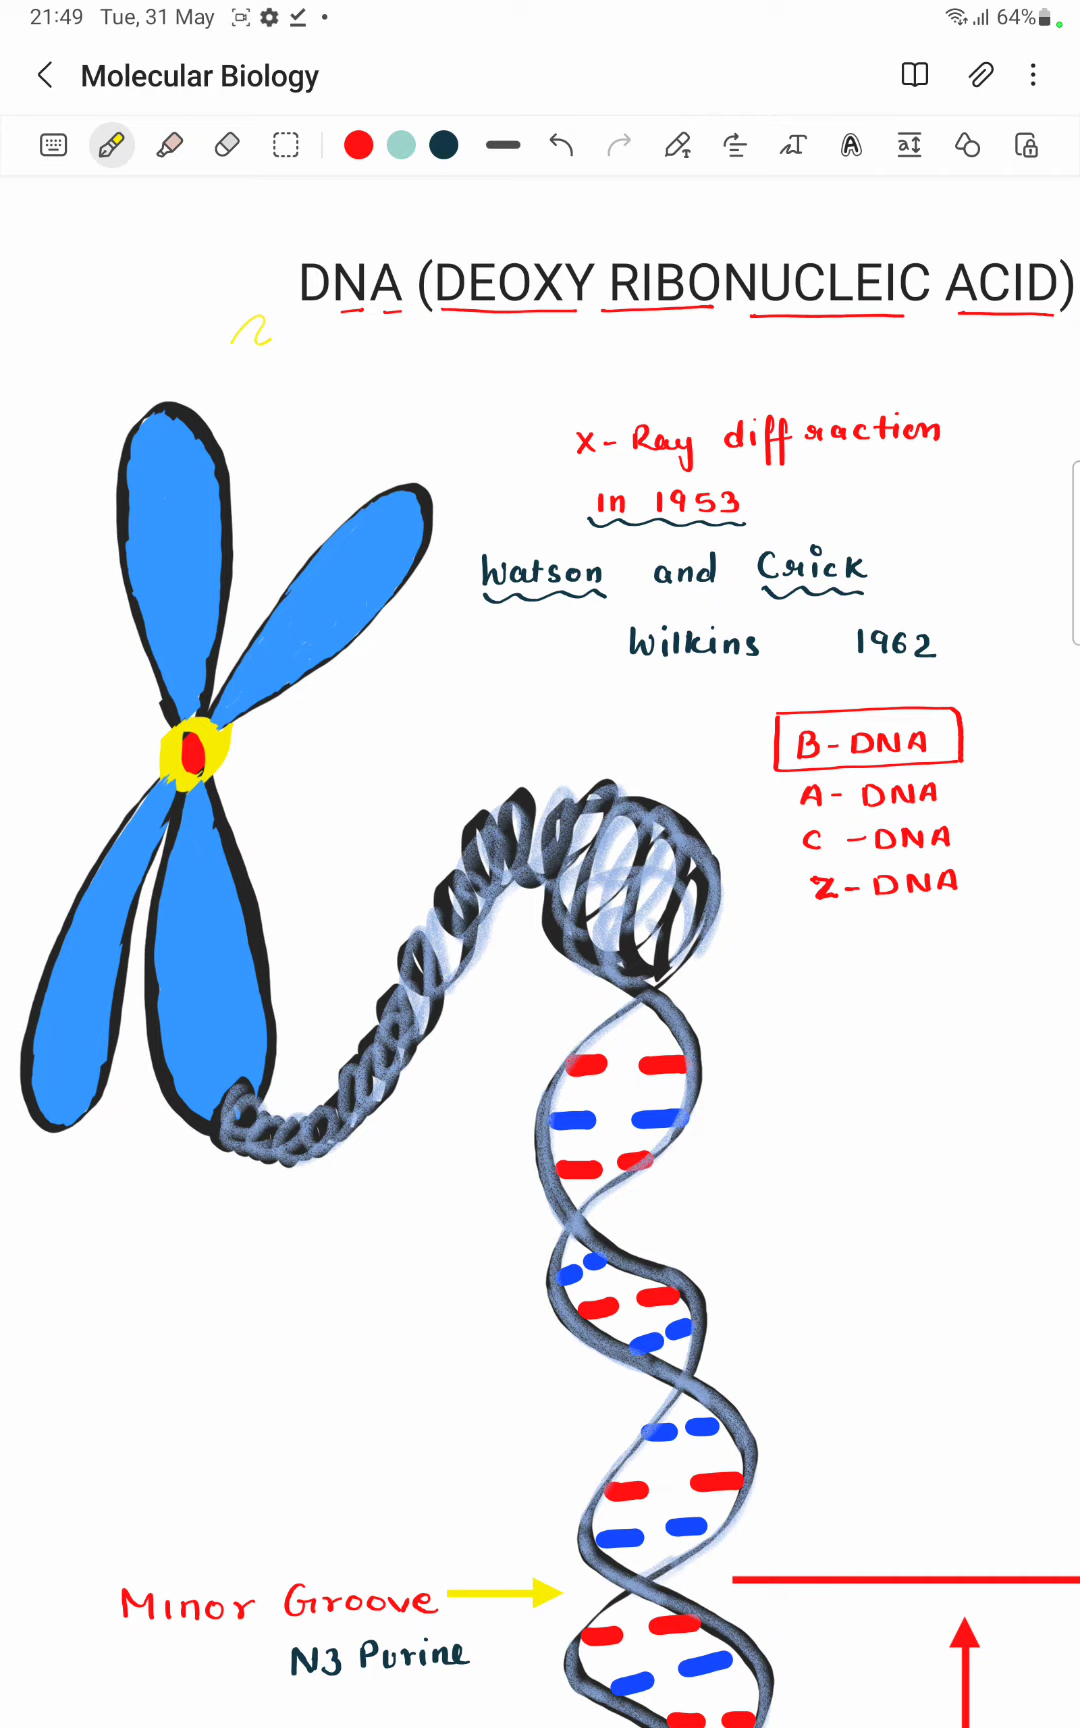 21:49 Tue, 31 May 64%
Molecular Biology
DNA (DEOXY RIBONUCLEIC ACID)
X-Ray diffraction
In 1953
Watson and Crick
Wilkins 1962
B-DNA
A-DNA
C-DNA
Z-DNA
Minor Groove
N3 Purine